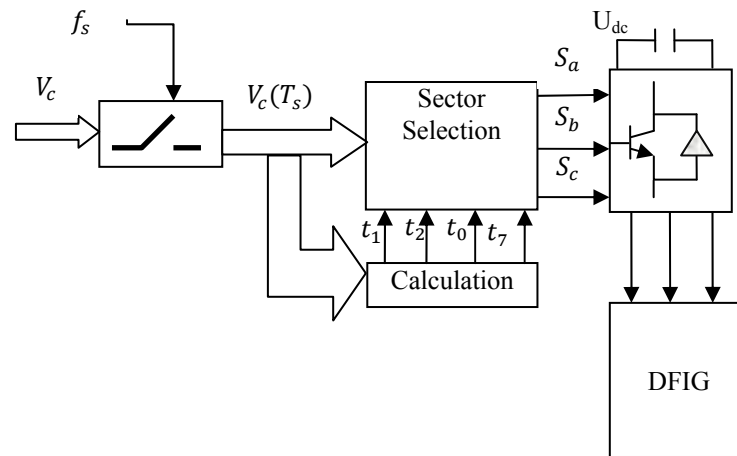 f_s
U_dc
V_c
V_c(T_s)
Sector
Selection
S_a
S_b
S_c
t_1 t_2 t_0 t_7
Calculation
DFIG